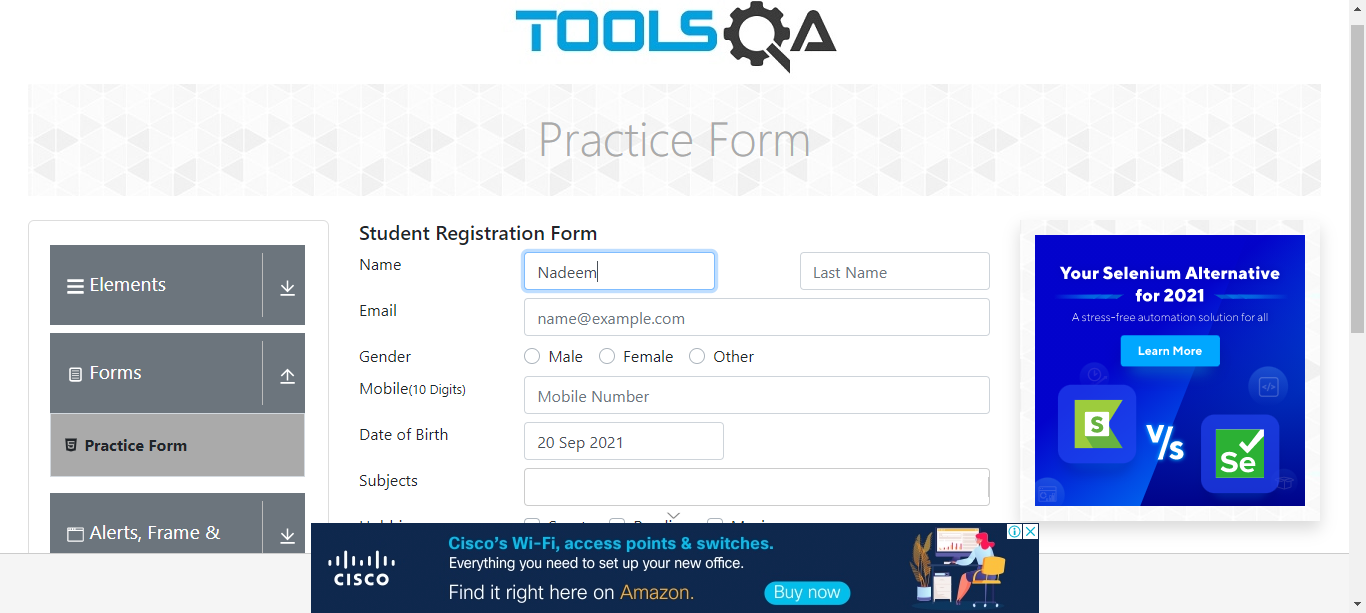 TOOLSQA
Practice Form
Elements
Forms
Practice Form
Alerts, Frame &
Student Registration Form
Name
Nadeem
Last Name
Email
name@example.com
Gender
Male
Female
Other
Mobile(10 Digits)
Mobile Number
Date of Birth
20 Sep 2021
Subjects
Your Selenium Alternative
for 2021
A stress-free automation solution for all
Learn More
S
V/s
Se
CISCO
Cisco's Wi-Fi, access points & switches.
Everything you need to set up your new office.
Find it right here on Amazon.
Buy now